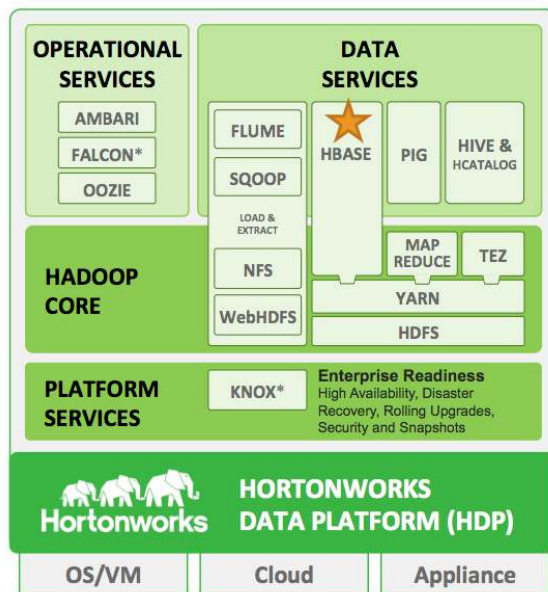 OPERATIONAL
SERVICES
AMBARI
FALCON*
OOZIE
DATA
SERVICES
FLUME
SQOOP
LOAD &
EXTRACT
NFS
WebHDFS
HBASE
PIG
HIVE &
HCATALOG
HADOOP
CORE
MAP
REDUCE
TEZ
YARN
HDFS
PLATFORM
SERVICES
KNOX*
Enterprise Readiness
High Availability, Disaster
Recovery, Rolling Upgrades,
Security and Snapshots
Hortonworks
HORTONWORKS
DATA PLATFORM (HDP)
OS/VM
Cloud
Appliance